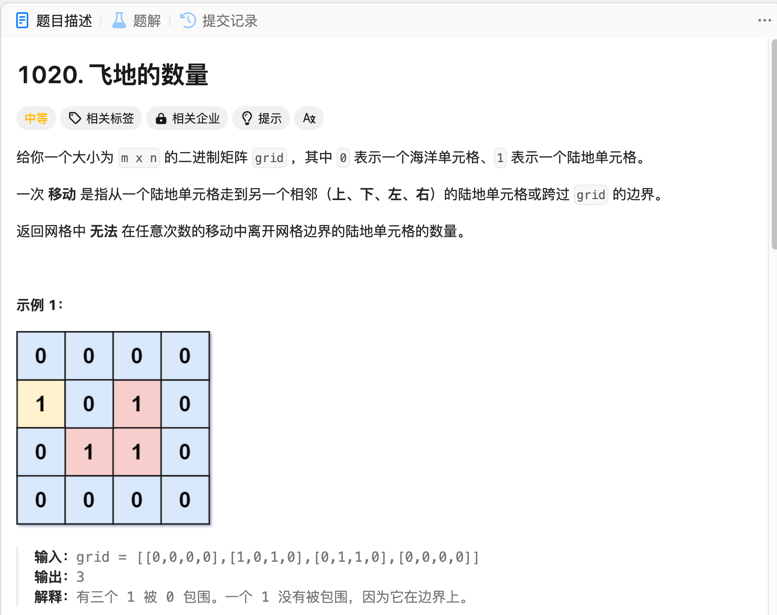 题目描述 题解 提交记录 ...
1020. 飞地的数量
中等 相关标签 相关企业 提示
给你一个大小为 m x n 的二进制矩阵 grid ，其中 0 表示一个海洋单元格、1 表示一个陆地单元格。
一次 移动 是指从一个陆地单元格走到另一个相邻（上、下、左、右）的陆地单元格或跨过 grid 的边界。
返回网格中 无法 在任意次数的移动中离开网格边界的陆地单元格的数量。
示例 1：
0 0 0 0
1 0 1 0
0 1 1 0
0 0 0 0
输入：grid = [[0,0,0,0],[1,0,1,0],[0,1,1,0],[0,0,0,0]]
输出：3
解释：有三个 1 被 0 包围。一个 1 没有被包围，因为它在边界上。